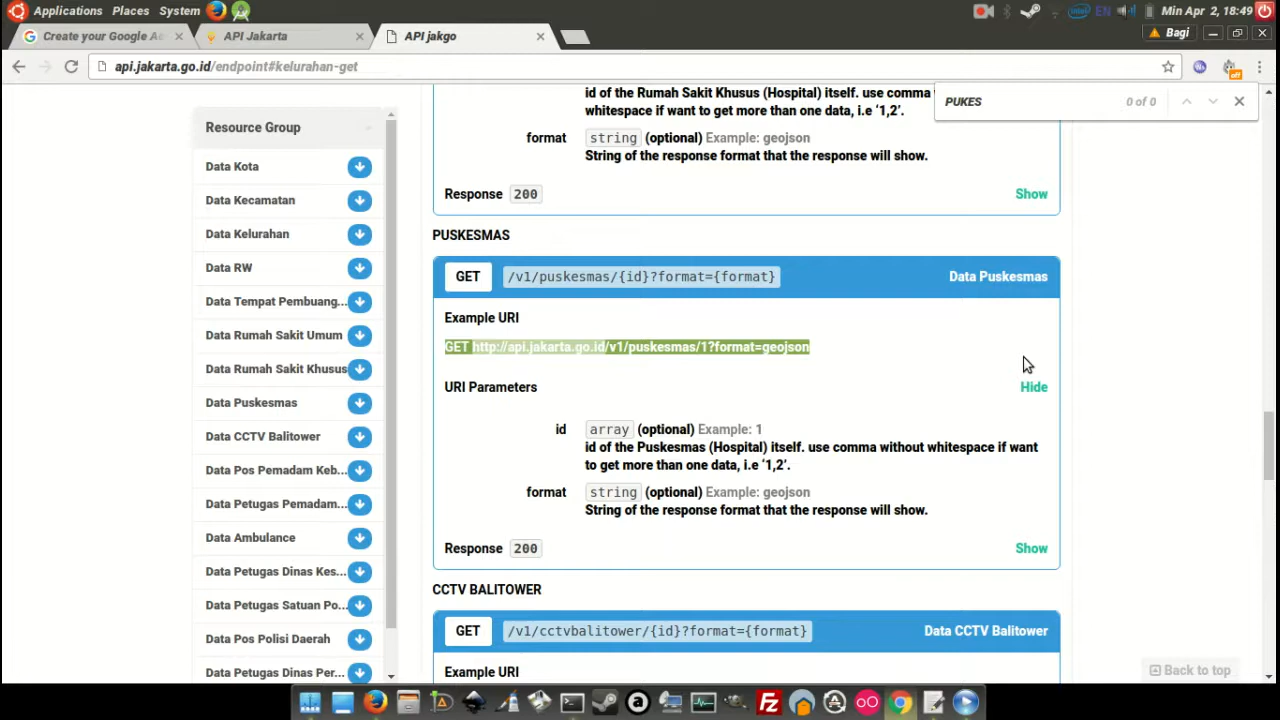 Applications Places System EN Min Apr 2, 18:49
Create your Google A
API Jakarta
API jakgo
Bagi
api.jakarta.go.id/endpoint#kelurahan-get
off
PUKES 0 of 0
Resource Group
Data Kota
Data Kecamatan
Data Kelurahan
Data RW
Data Tempat Pembuang...
Data Rumah Sakit Umum
Data Rumah Sakit Khusus
Data Puskesmas
Data CCTV Balitower
Data Pos Pemadam Keb...
Data Petugas Pemadam...
Data Ambulance
Data Petugas Dinas Kes...
Data Petugas Satuan Po...
Data Pos Polisi Daerah
Data Petugas Dinas Per...
id of the Rumah Sakit Khusus (Hospital) itself. use comma
whitespace if want to get more than one data, i.e ‘1,2’.
format string (optional) Example: geojson
String of the response format that the response will show.
Response 200 Show
PUSKESMAS
GET /v1/puskesmas/{id}?format={format} Data Puskesmas
Example URI
GET http://api.jakarta.go.id/v1/puskesmas/1?format=geojson
URI Parameters Hide
id array (optional) Example: 1
id of the Puskesmas (Hospital) itself. use comma without whitespace if want
to get more than one data, i.e ‘1,2’.
format string (optional) Example: geojson
String of the response format that the response will show.
Response 200 Show
CCTV BALITOWER
GET /v1/cctvbalitower/{id}?format={format} Data CCTV Balitower
Example URI
Back to top